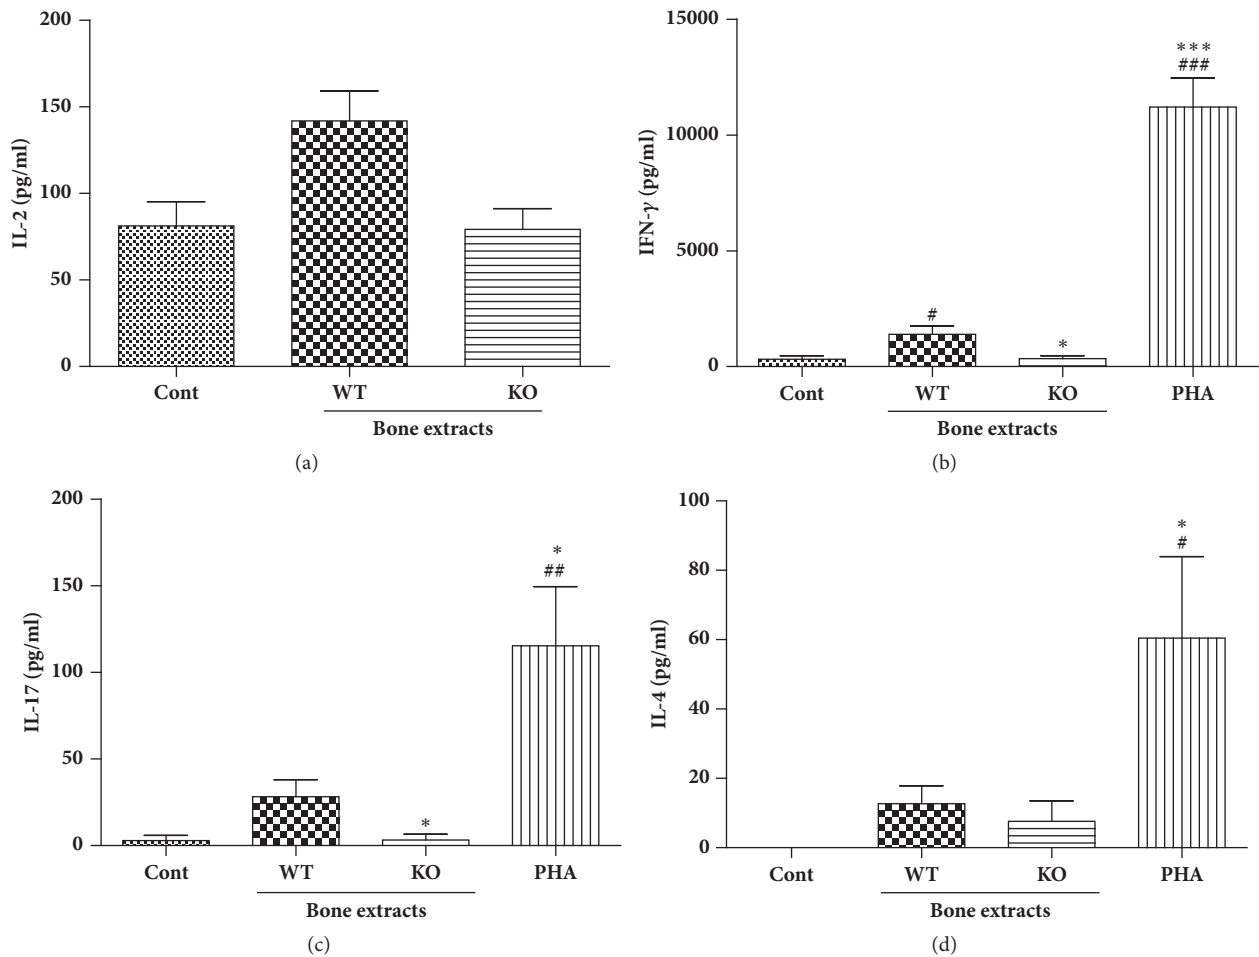 200
150
100
50
0
IL-2 (pg/ml)
Cont
WT
KO
Bone extracts
(a)
15000
10000
5000
0
IFN-γ (pg/ml)
#
*
***
###
Cont
WT
KO
PHA
Bone extracts
(b)
200
150
100
50
0
IL-17 (pg/ml)
*
*
##
Cont
WT
KO
PHA
Bone extracts
(c)
100
80
60
40
20
0
IL-4 (pg/ml)
*
#
Cont
WT
KO
PHA
Bone extracts
(d)